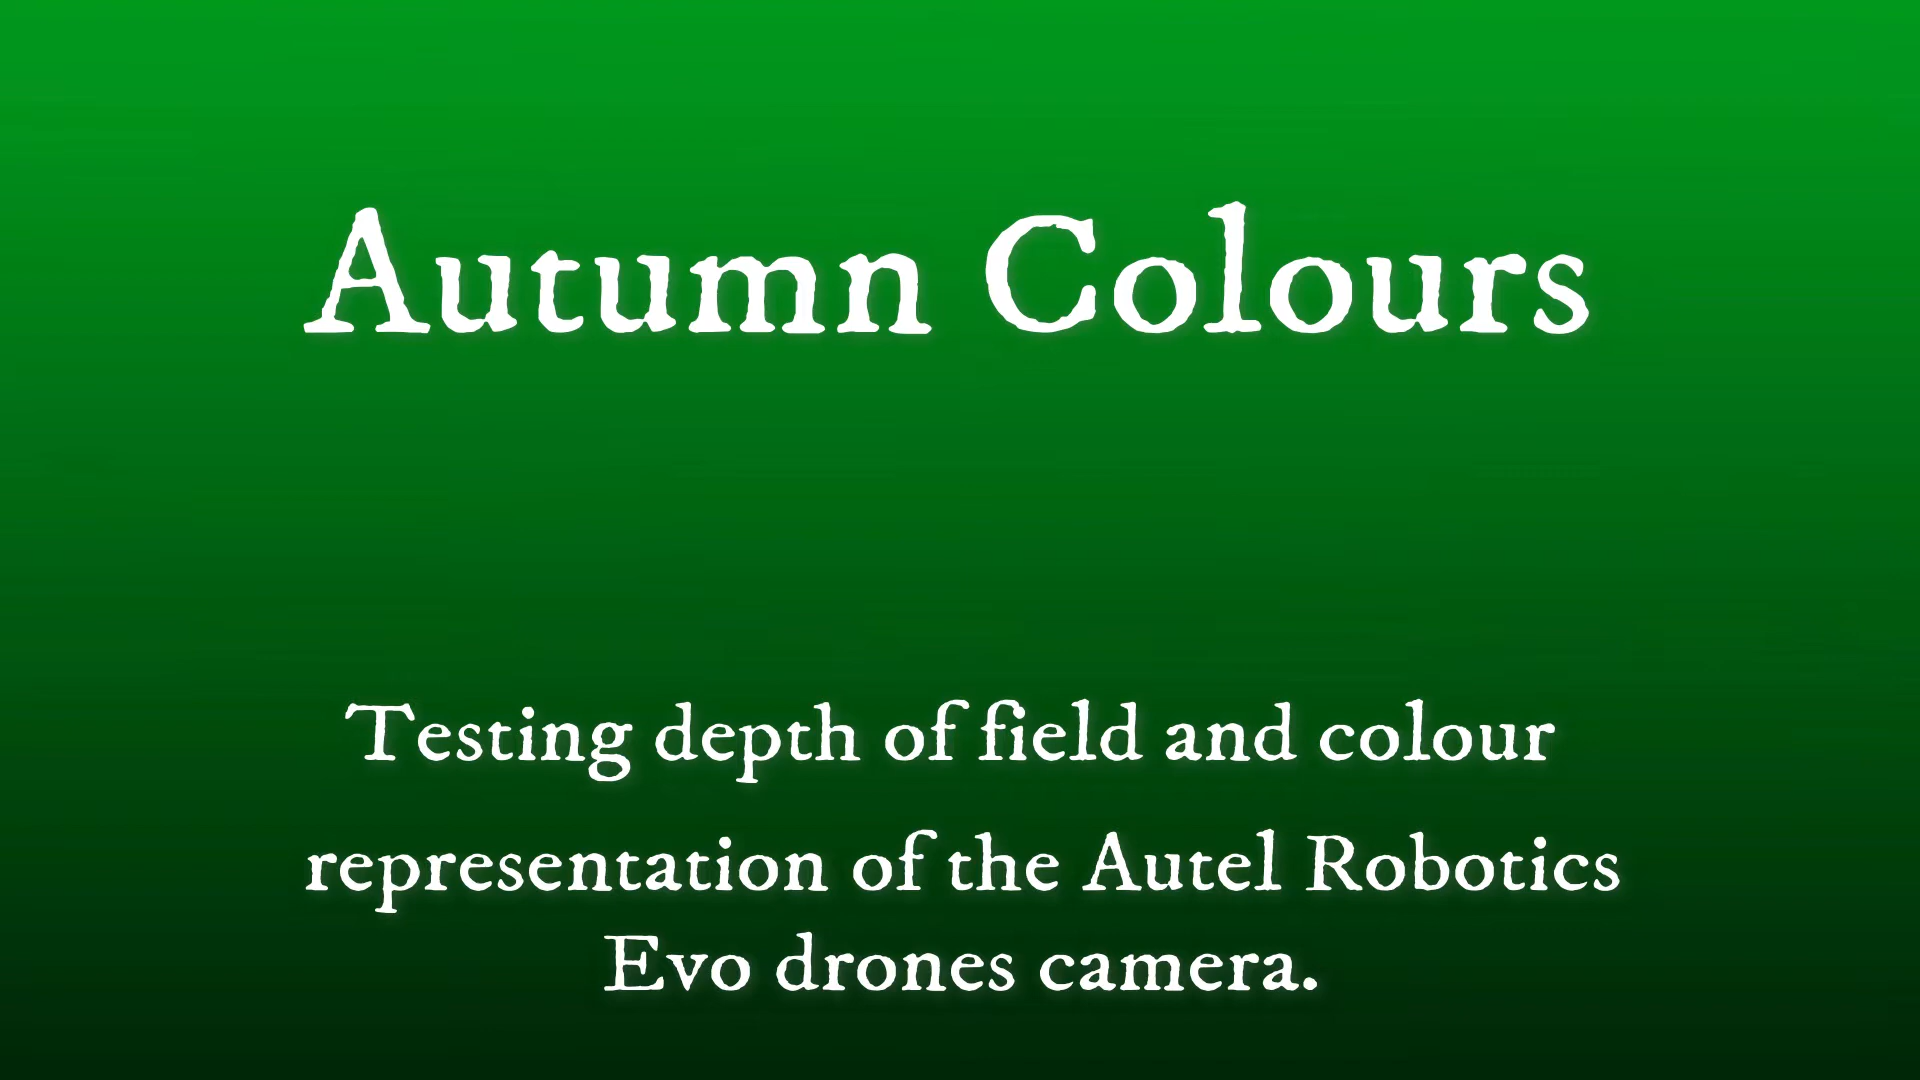 Autumn Colours
Testing depth of field and colour
representation of the Autel Robotics
Evo drones camera.